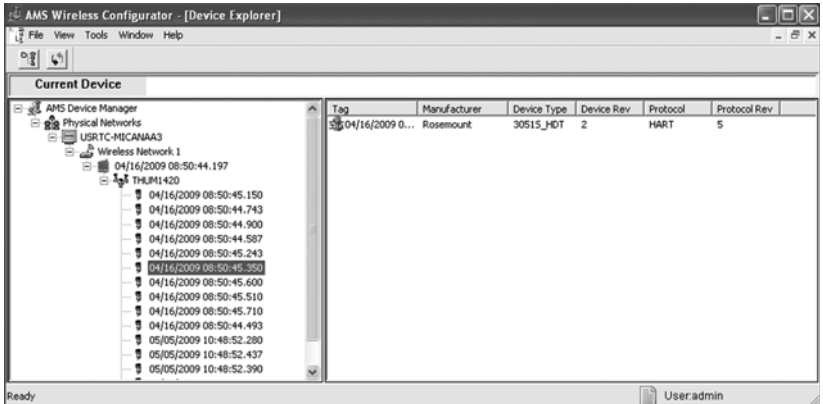 AMS Wireless Configurator - [Device Explorer]
File View Tools Window Help
Current Device
AMS Device Manager
Physical Networks
USRTC-MICANAA3
Wireless Network 1
04/16/2009 08:50:44.197
THUM1420
04/16/2009 08:50:45.150
04/16/2009 08:50:44.743
04/16/2009 08:50:44.900
04/16/2009 08:50:44.587
04/16/2009 08:50:45.243
04/16/2009 08:50:45.350
04/16/2009 08:50:45.600
04/16/2009 08:50:45.510
04/16/2009 08:50:45.710
04/16/2009 08:50:44.493
05/05/2009 10:48:52.280
05/05/2009 10:48:52.437
05/05/2009 10:48:52.390
Tag Manufacturer Device Type Device Rev Protocol Protocol Rev
04/16/2009 0... Rosemount 3051S_HDT 2 HART 5
Ready User:admin